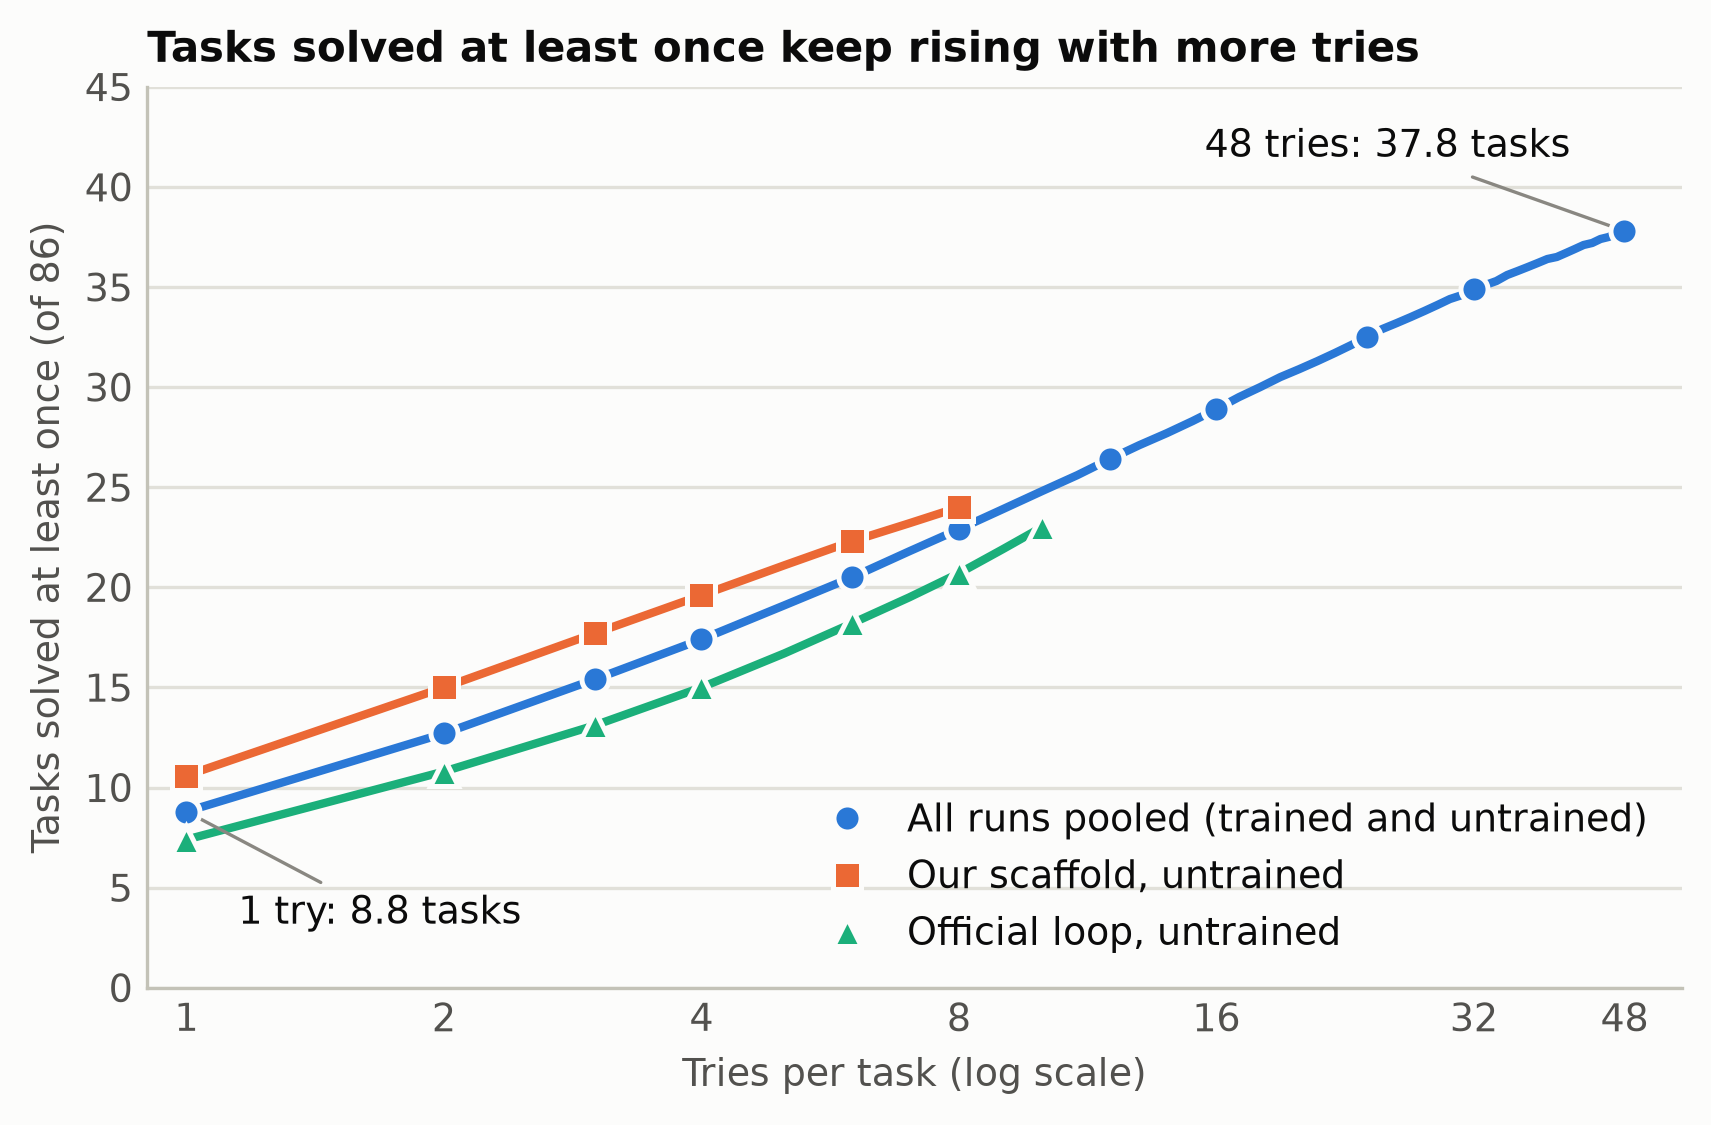 Tasks solved at least once keep rising with more tries
45
40
35
30
25
20
15
10
5
0
Tasks solved at least once (of 86)
48 tries: 37.8 tasks
1 try: 8.8 tasks
All runs pooled (trained and untrained)
Our scaffold, untrained
Official loop, untrained
1 2 4 8 16 32 48
Tries per task (log scale)